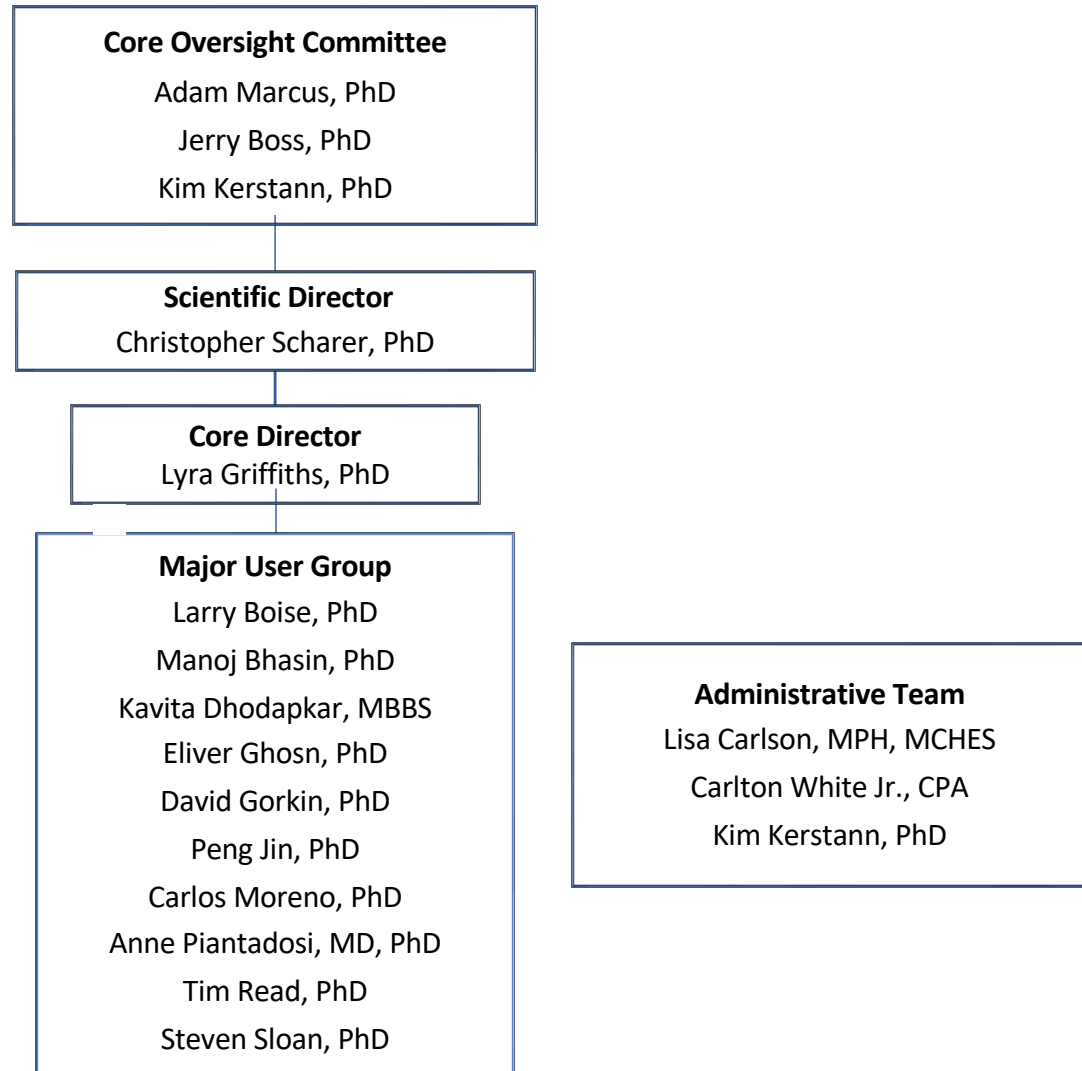 Core Oversight Committee
Adam Marcus, PhD
Jerry Boss, PhD
Kim Kerstann, PhD
Scientific Director
Christopher Scharer, PhD
Core Director
Lyra Griffiths, PhD
Major User Group
Larry Boise, PhD
Manoj Bhasin, PhD
Kavita Dhodapkar, MBBS
Eliver Ghosn, PhD
David Gorkin, PhD
Peng Jin, PhD
Carlos Moreno, PhD
Anne Piantadosi, MD, PhD
Tim Read, PhD
Steven Sloan, PhD
Administrative Team
Lisa Carlson, MPH, MCHES
Carlton White Jr., CPA
Kim Kerstann, PhD